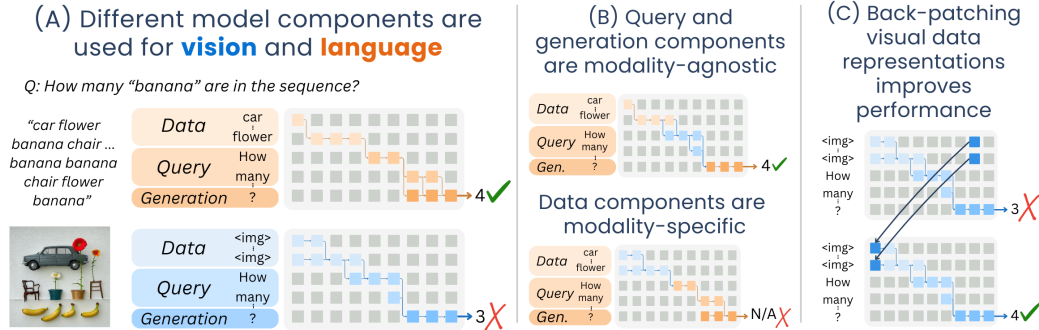 (A) Different model components are
used for vision and language
Q: How many “banana” are in the sequence?
“car flower
banana chair ...
banana banana
chair flower
banana”
Data
car
flower
Query
How
many
Generation
?
4
Data
<img>
<img>
Query
How
many
Generation
?
3
(B) Query and
generation components
are modality-agnostic
Data
car
flower
Query
How
many
Gen.
?
4
Data components are
modality-specific
Data
car
flower
Query
How
many
Gen.
?
N/A
(C) Back-patching
visual data
representations
improves
performance
<img>
<img>
How
many
?
3
<img>
<img>
How
many
?
4